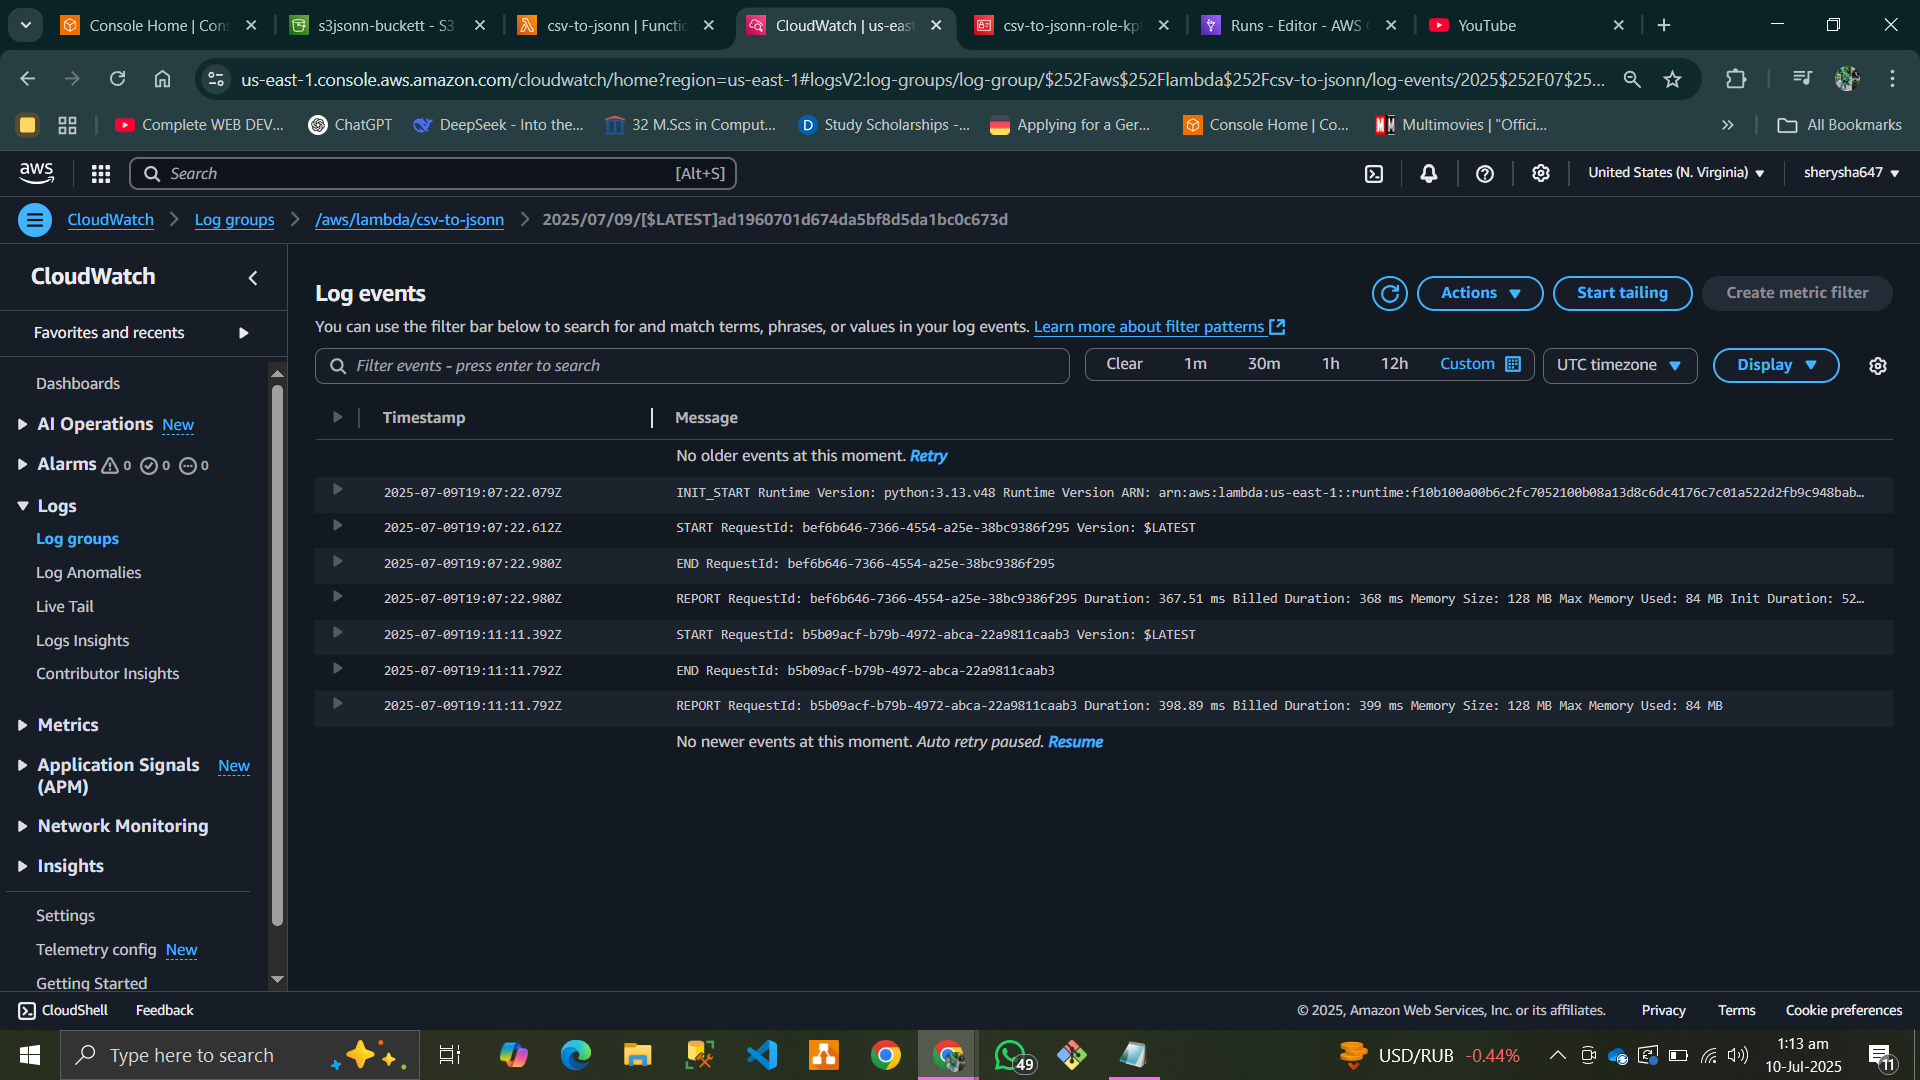 Console Home | Con
s3jsonn-buckett - S3
csv-to-jsonn | Functi
CloudWatch | us-east
csv-to-jsonn-role-kp
Runs - Editor - AWS
YouTube
us-east-1.console.aws.amazon.com/cloudwatch/home?region=us-east-1#logsV2:log-groups/log-group/$252Faws$252Flambda$252Fcsv-to-jsonn/log-events/2025$252F07$25...
Complete WEB DEV...
ChatGPT
DeepSeek - Into the...
32 M.Scs in Comput...
Study Scholarships -...
Applying for a Ger...
Console Home | Co...
Multimovies | "Offici...
All Bookmarks
aws
Search [Alt+S]
United States (N. Virginia)
sherysha647
CloudWatch
Log groups
/aws/lambda/csv-to-jsonn
2025/07/09/[$LATEST]ad1960701d674da5bf8d5da1bc0c673d
CloudWatch
Favorites and recents
Dashboards
AI Operations New
Alarms 0 0 0
Logs
Log groups
Log Anomalies
Live Tail
Logs Insights
Contributor Insights
Metrics
Application Signals (APM) New
Network Monitoring
Insights
Settings
Telemetry config New
Getting Started
Log events
Actions
Start tailing
Create metric filter
You can use the filter bar below to search for and match terms, phrases, or values in your log events. Learn more about filter patterns
Filter events - press enter to search
Clear 1m 30m 1h 12h Custom
UTC timezone
Display
Timestamp Message
No older events at this moment. Retry
2025-07-09T19:07:22.079Z INIT_START Runtime Version: python:3.13.v48 Runtime Version ARN: arn:aws:lambda:us-east-1::runtime:f10b100a00b6c2fc7052100b08a13d8c6dc4176c7c01a522d2fb9c948bab...
2025-07-09T19:07:22.612Z START RequestId: bef6b646-7366-4554-a25e-38bc9386f295 Version: $LATEST
2025-07-09T19:07:22.980Z END RequestId: bef6b646-7366-4554-a25e-38bc9386f295
2025-07-09T19:07:22.980Z REPORT RequestId: bef6b646-7366-4554-a25e-38bc9386f295 Duration: 367.51 ms Billed Duration: 368 ms Memory Size: 128 MB Max Memory Used: 84 MB Init Duration: 52...
2025-07-09T19:11:11.392Z START RequestId: b5b09acf-b79b-4972-abca-22a9811caab3 Version: $LATEST
2025-07-09T19:11:11.792Z END RequestId: b5b09acf-b79b-4972-abca-22a9811caab3
2025-07-09T19:11:11.792Z REPORT RequestId: b5b09acf-b79b-4972-abca-22a9811caab3 Duration: 398.89 ms Billed Duration: 399 ms Memory Size: 128 MB Max Memory Used: 84 MB
No newer events at this moment. Auto retry paused. Resume
CloudShell
Feedback
© 2025, Amazon Web Services, Inc. or its affiliates.
Privacy
Terms
Cookie preferences
Type here to search
49
USD/RUB -0.44%
1:13 am
10-Jul-2025
11